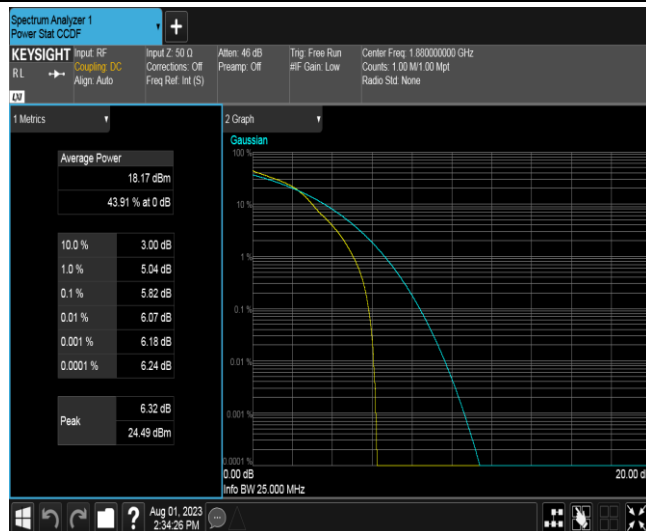 Spectrum Analyzer 1
Power Stat CCDF
KEYSIGHT
RL
Input: RF
Coupling: DC
Align: Auto
Input Z: 50 Ω
Corrections: Off
Freq Ref: Int (S)
Atten: 46 dB
Preamp: Off
Trig: Free Run
#IF Gain: Low
Center Freq: 1.880000000 GHz
Counts: 1.00 M/1.00 Mpt
Radio Std: None
1 Metrics
Average Power
18.17 dBm
43.91 % at 0 dB
10.0 % 3.00 dB
1.0 % 5.04 dB
0.1 % 5.82 dB
0.01 % 6.07 dB
0.001 % 6.18 dB
0.0001 % 6.24 dB
Peak
6.32 dB
24.49 dBm
2 Graph
Gaussian
100 %
10 %
1 %
0.1 %
0.01 %
0.001 %
0.0001 %
0.00 dB
20.00 d
Info BW 25.000 MHz
?
Aug 01, 2023
2:34:26 PM